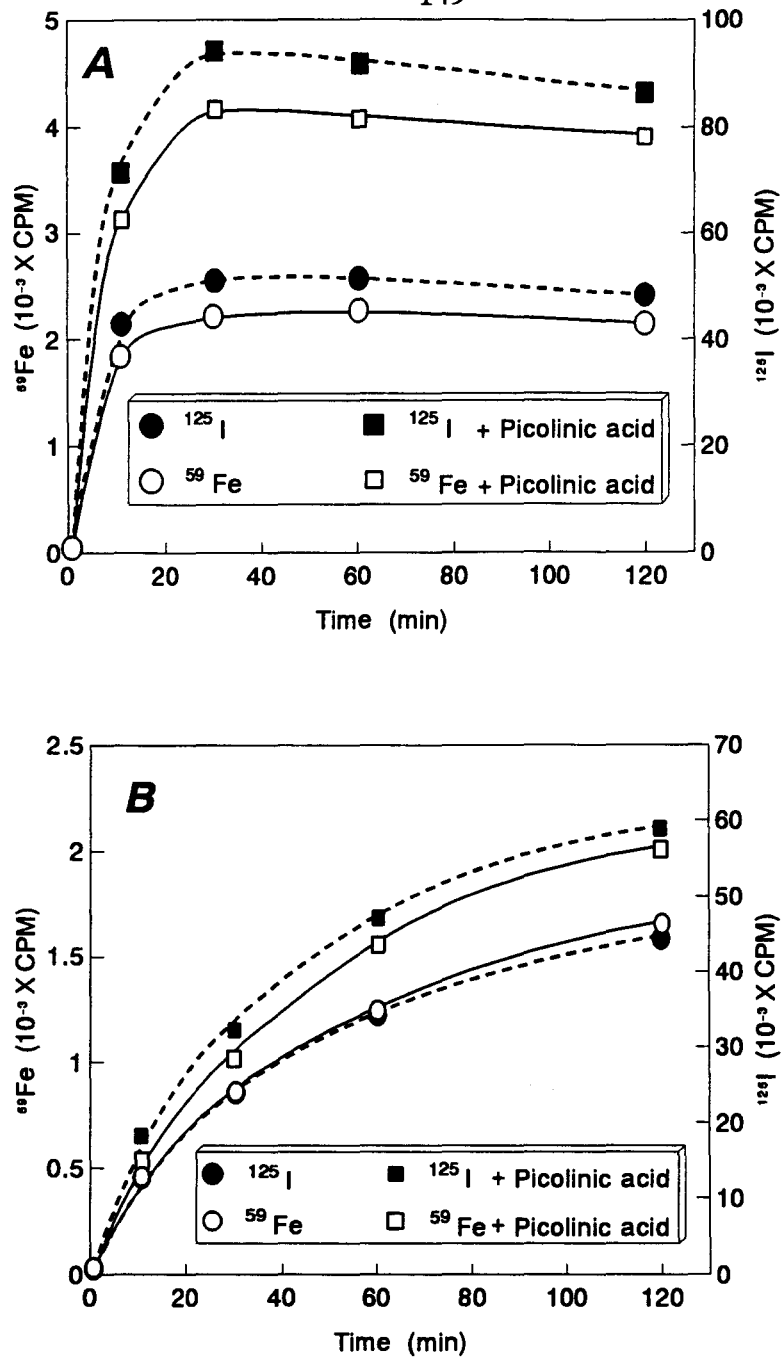 149
5
100
A
4
80
3
60
2
40
1
20
0
0
⁵⁹Fe (10⁻³ X CPM)
¹²⁵I (10⁻³ X CPM)
¹²⁵I
¹²⁵I + Picolinic acid
⁵⁹Fe
⁵⁹Fe + Picolinic acid
0 20 40 60 80 100 120
Time (min)
2.5
70
B
60
2
50
1.5
40
1
30
20
0.5
10
0
0
⁵⁹Fe (10⁻³ X CPM)
¹²⁵I (10⁻³ X CPM)
¹²⁵I
¹²⁵I + Picolinic acid
⁵⁹Fe
⁵⁹Fe + Picolinic acid
0 20 40 60 80 100 120
Time (min)